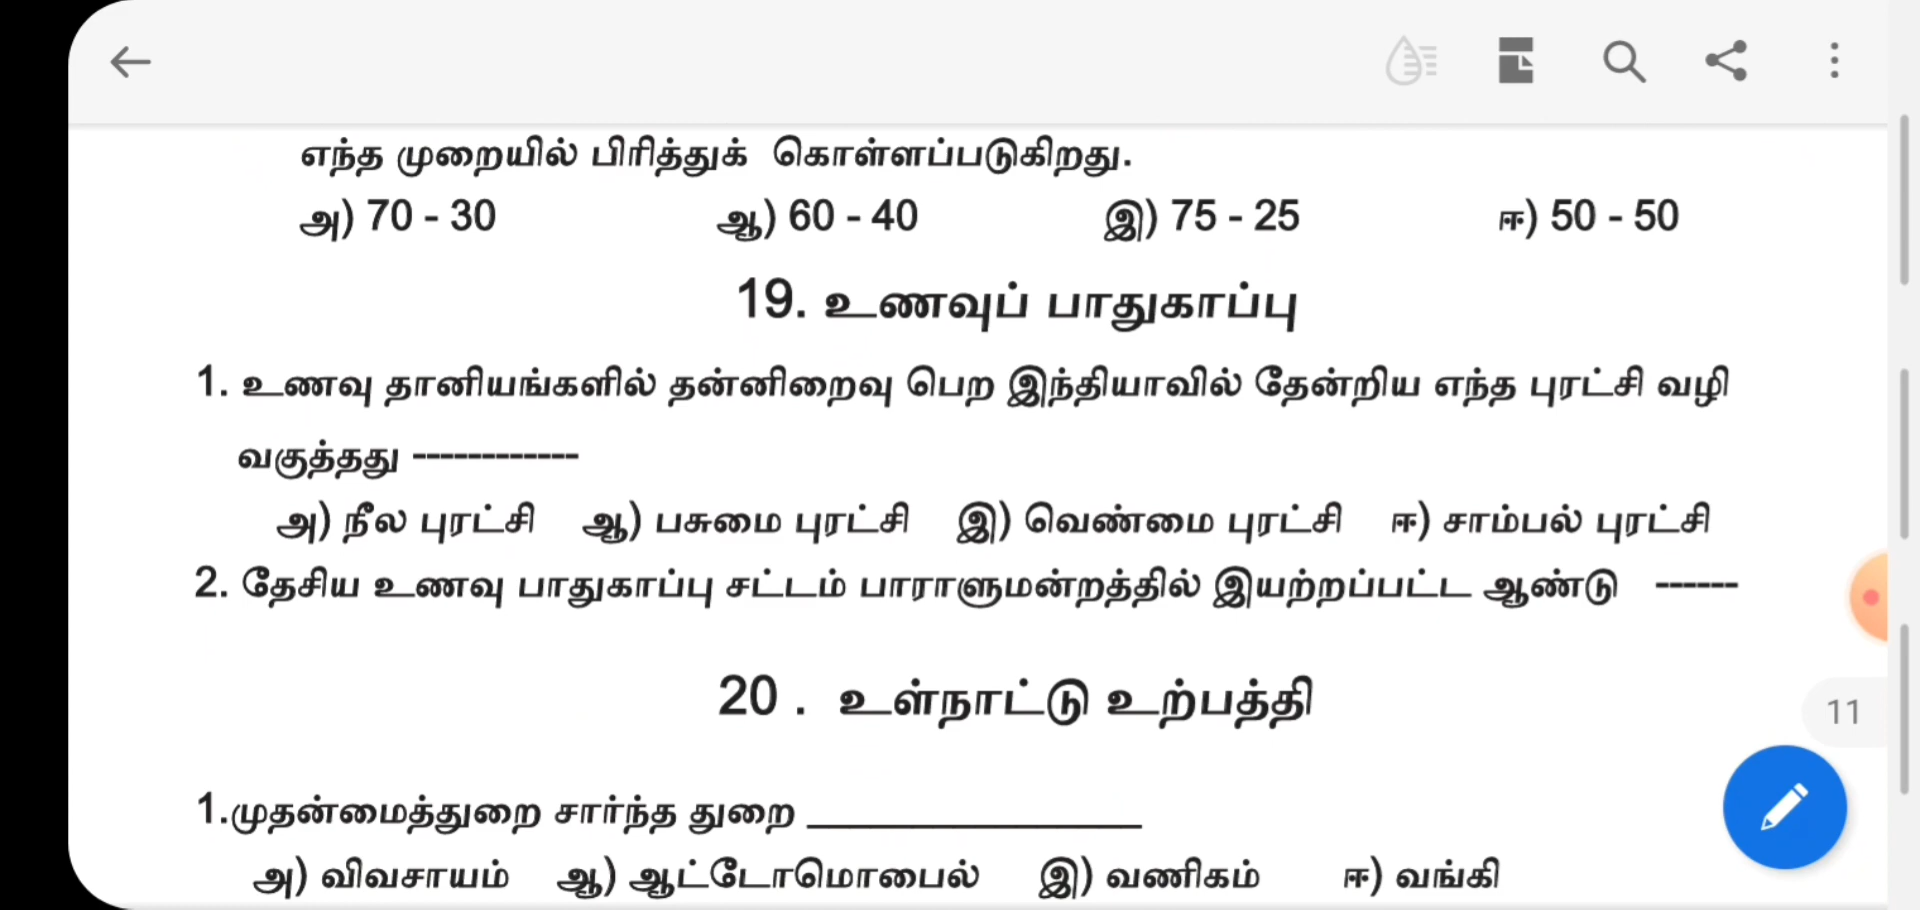 எந்த முறையில் பிரித்துக் கொள்ளப்படுகிறது.
அ) 70 - 30 ஆ) 60 - 40 இ) 75 - 25 ஈ) 50 - 50
19. உணவுப் பாதுகாப்பு
1. உணவு தானியங்களில் தன்னிறைவு பெற இந்தியாவில் தேன்றிய எந்த புரட்சி வழி
வகுத்தது ------------
அ) நீல புரட்சி ஆ) பசுமை புரட்சி இ) வெண்மை புரட்சி ஈ) சாம்பல் புரட்சி
2. தேசிய உணவு பாதுகாப்பு சட்டம் பாராளுமன்றத்தில் இயற்றப்பட்ட ஆண்டு ------
20 . உள்நாட்டு உற்பத்தி
11
1.முதன்மைத்துறை சார்ந்த துறை _______________
அ) விவசாயம் ஆ) ஆட்டோமொபைல் இ) வணிகம் ஈ) வங்கி